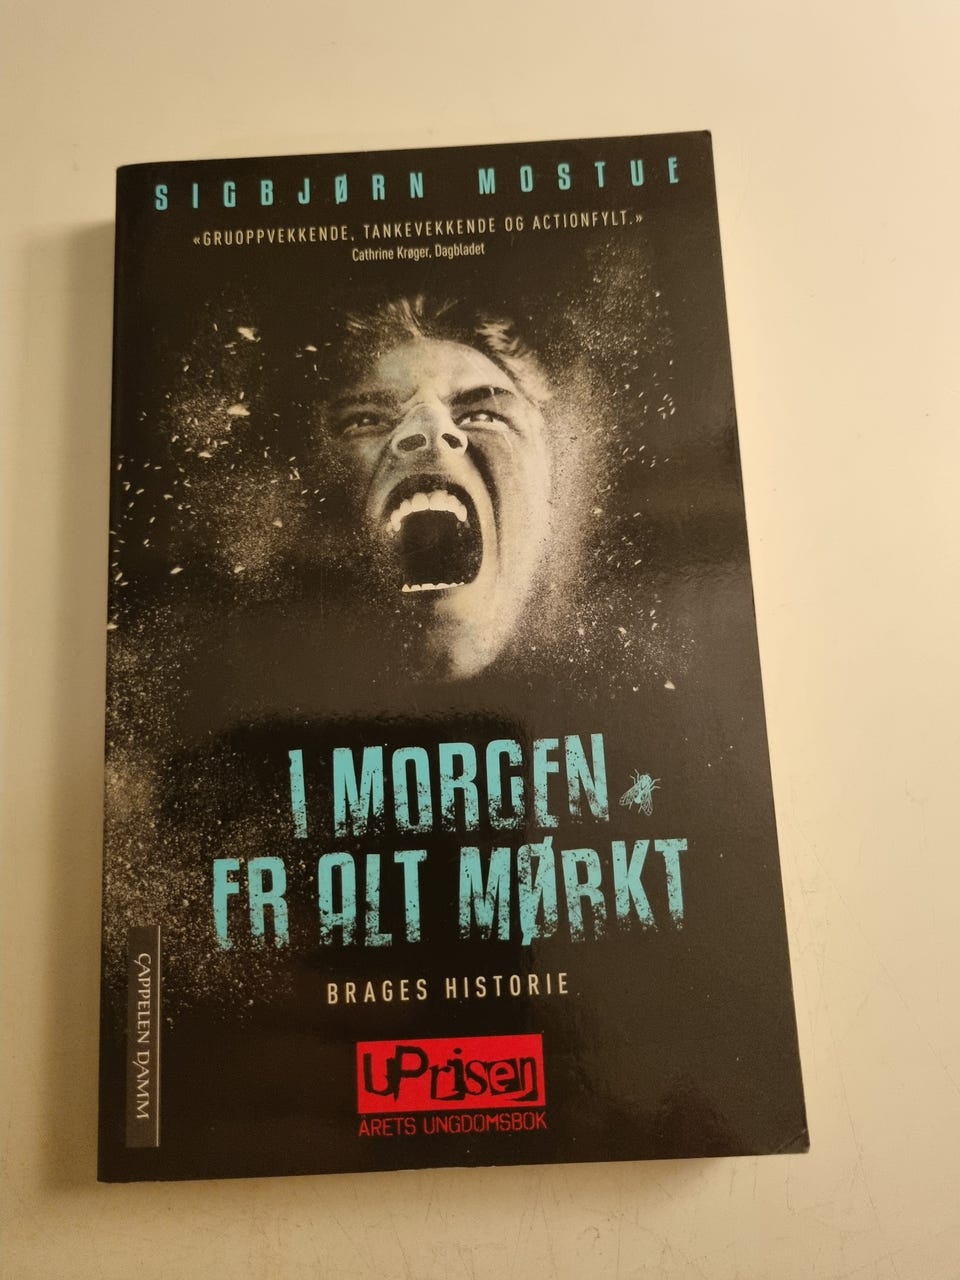 SIGBJØRN MOSTUE
«GRUOPPVEKKENDE, TANKEVEKKENDE OG ACTIONFYLT.»
Cathrine Krøger, Dagbladet
I MORGEN
ER ALT MØRKT
BRAGES HISTORIE
CAPPELEN DAMM
UPrisen
ÅRETS UNGDOMSBOK